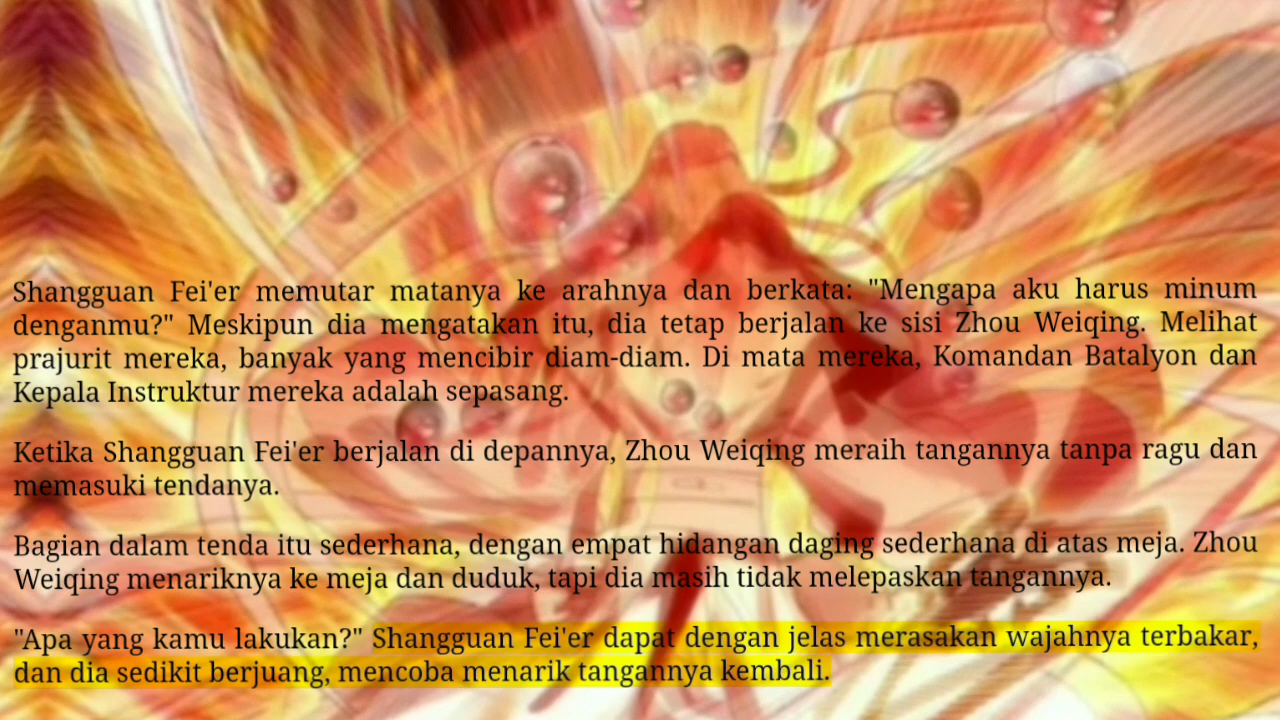 Shangguan Fei'er memutar matanya ke arahnya dan berkata: "Mengapa aku harus minum
denganmu?" Meskipun dia mengatakan itu, dia tetap berjalan ke sisi Zhou Weiqing. Melihat
prajurit mereka, banyak yang mencibir diam-diam. Di mata mereka, Komandan Batalyon dan
Kepala Instruktur mereka adalah sepasang.
Ketika Shangguan Fei'er berjalan di depannya, Zhou Weiqing meraih tangannya tanpa ragu dan
memasuki tendanya.
Bagian dalam tenda itu sederhana, dengan empat hidangan daging sederhana di atas meja. Zhou
Weiqing menariknya ke meja dan duduk, tapi dia masih tidak melepaskan tangannya.
"Apa yang kamu lakukan?" Shangguan Fei'er dapat dengan jelas merasakan wajahnya terbakar,
dan dia sedikit berjuang, mencoba menarik tangannya kembali.